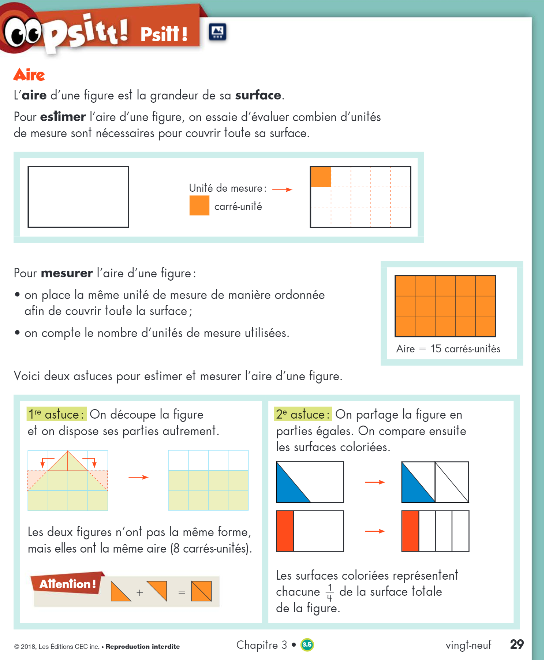 Psitt! Psitt!
Aire
L'aire d'une figure est la grandeur de sa surface.
Pour estimer l'aire d'une figure, on essaie d'évaluer combien d'unités
de mesure sont nécessaires pour couvrir toute sa surface.
Unité de mesure :
carré-unité
Pour mesurer l'aire d'une figure :
• on place la même unité de mesure de manière ordonnée
afin de couvrir toute la surface ;
• on compte le nombre d'unités de mesure utilisées.
Aire = 15 carrés-unités
Voici deux astuces pour estimer et mesurer l'aire d'une figure.
1re astuce : On découpe la figure
et on dispose ses parties autrement.
Les deux figures n'ont pas la même forme,
mais elles ont la même aire (8 carrés-unités).
Attention !
+ =
2e astuce : On partage la figure en
parties égales. On compare ensuite
les surfaces coloriées.
Les surfaces coloriées représentent
chacune 1/4 de la surface totale
de la figure.
© 2018, Les Éditions CEC inc. • Reproduction interdite
Chapitre 3 • 3.5
vingt-neuf 29